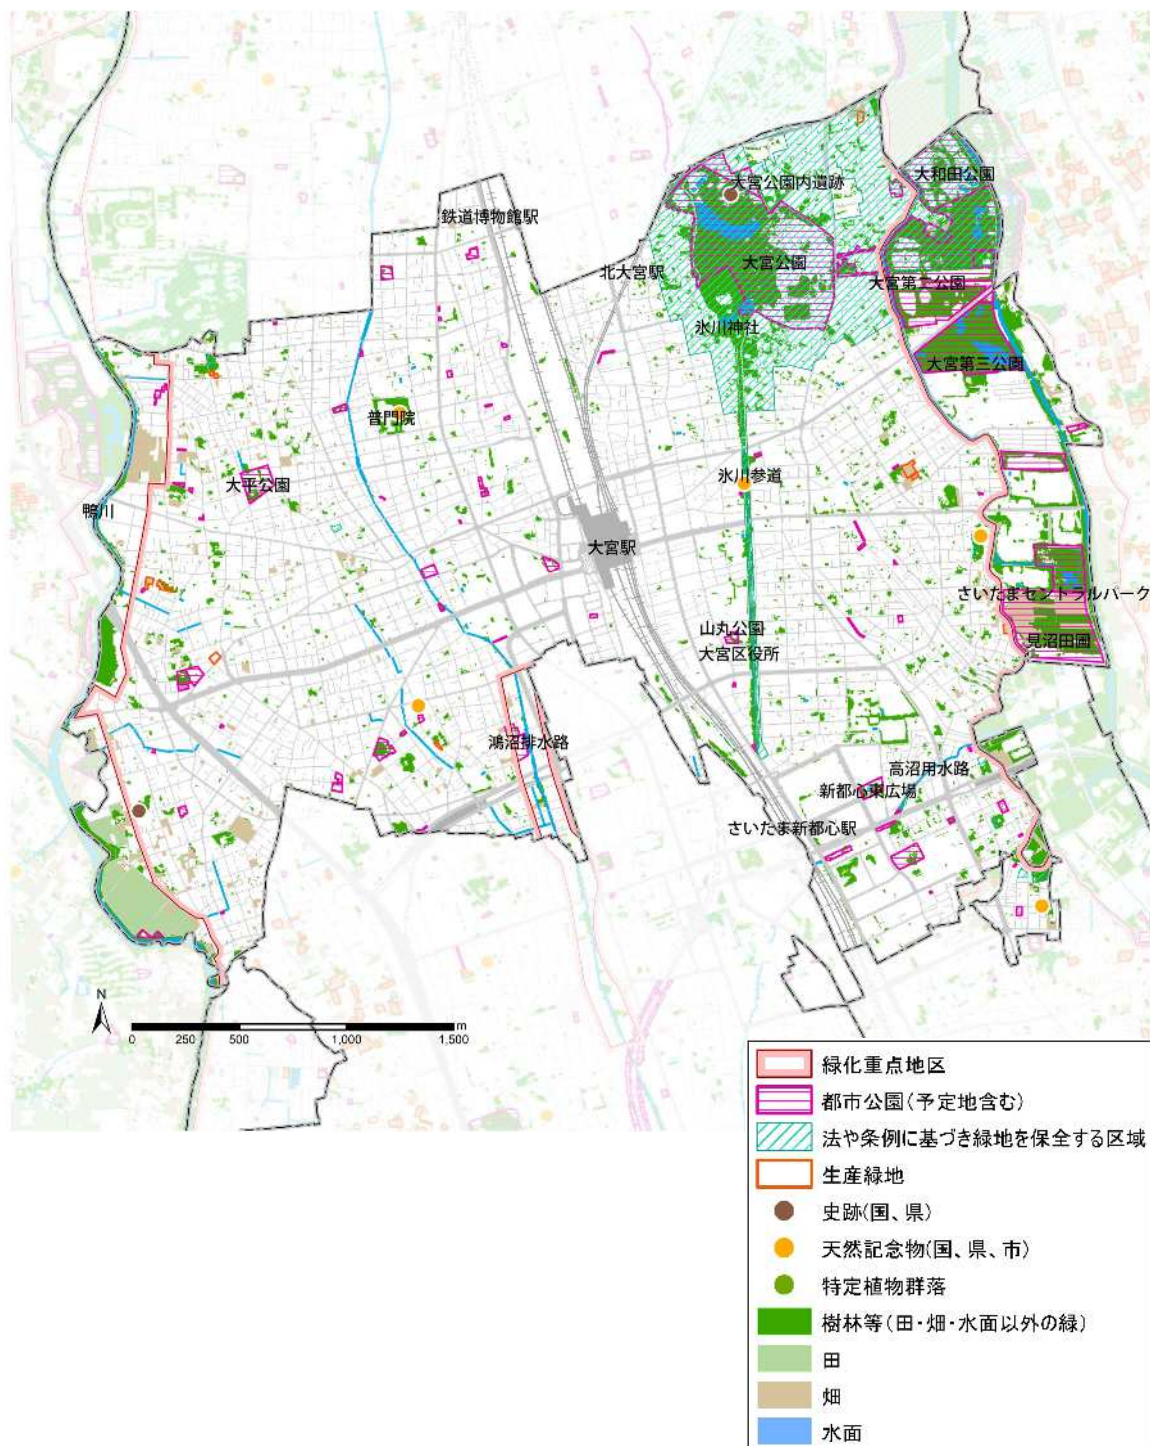 大和田公園
大宮公園内遺跡
鉄道博物館駅
大宮公園
北大宮駅
大宮第二公園
氷川神社
大宮第三公園
普門院
氷川参道
大平公園
鴨川
大宮駅
さいたまセントラルパーク
山丸公園
見沼田圃
大宮区役所
鴻沼排水路
高沼用水路
新都心東広場
さいたま新都心駅
N
0 250 500 1,000 1,500 m
緑化重点地区
都市公園(予定地含む)
法や条例に基づき緑地を保全する区域
生産緑地
史跡(国、県)
天然記念物(国、県、市)
特定植物群落
樹林等(田・畑・水面以外の緑)
田
畑
水面